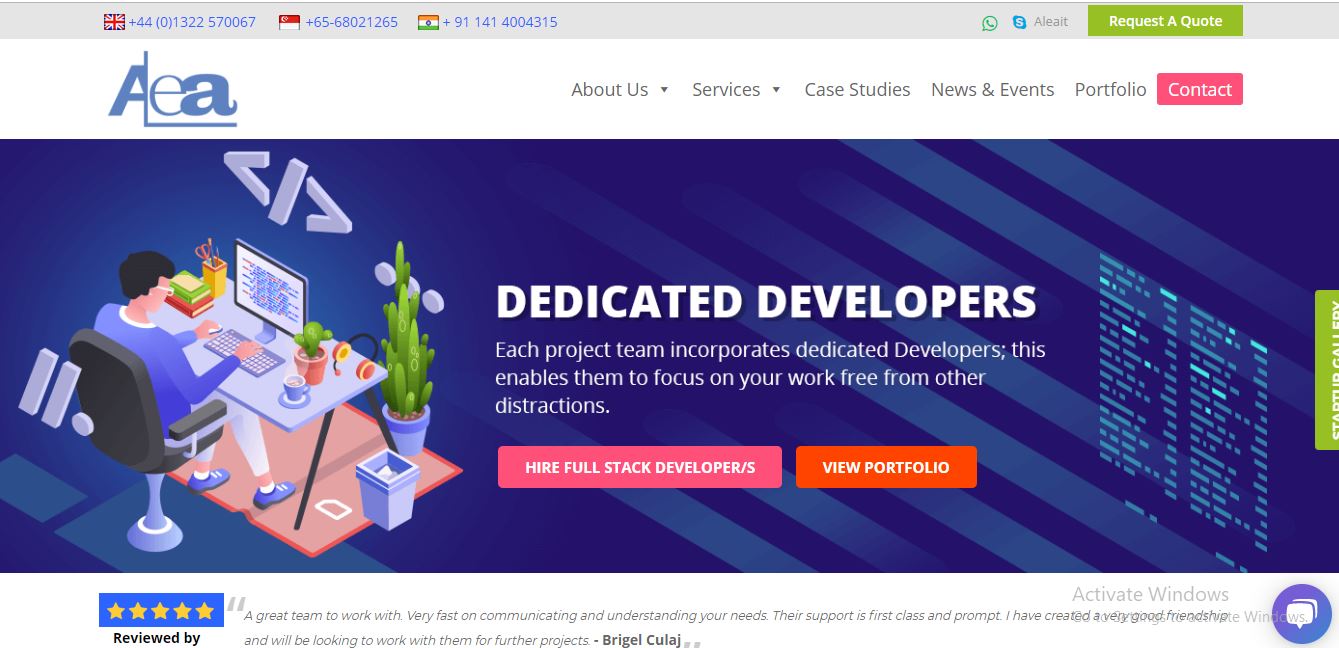 +44 (0)1322 570067 +65-68021265 + 91 141 4004315 Aleait Request A Quote
Aea
About Us Services Case Studies News & Events Portfolio Contact
</>
DEDICATED DEVELOPERS
Each project team incorporates dedicated Developers; this
enables them to focus on your work free from other
distractions.
HIRE FULL STACK DEVELOPER/S VIEW PORTFOLIO
STARTUP GALLERY
Activate Windows
Go to Settings to activate Windows.
“A great team to work with. Very fast on communicating and understanding your needs. Their support is first class and prompt. I have created a very good friendship
Reviewed by
and will be looking to work with them for further projects. - Brigel Culaj”